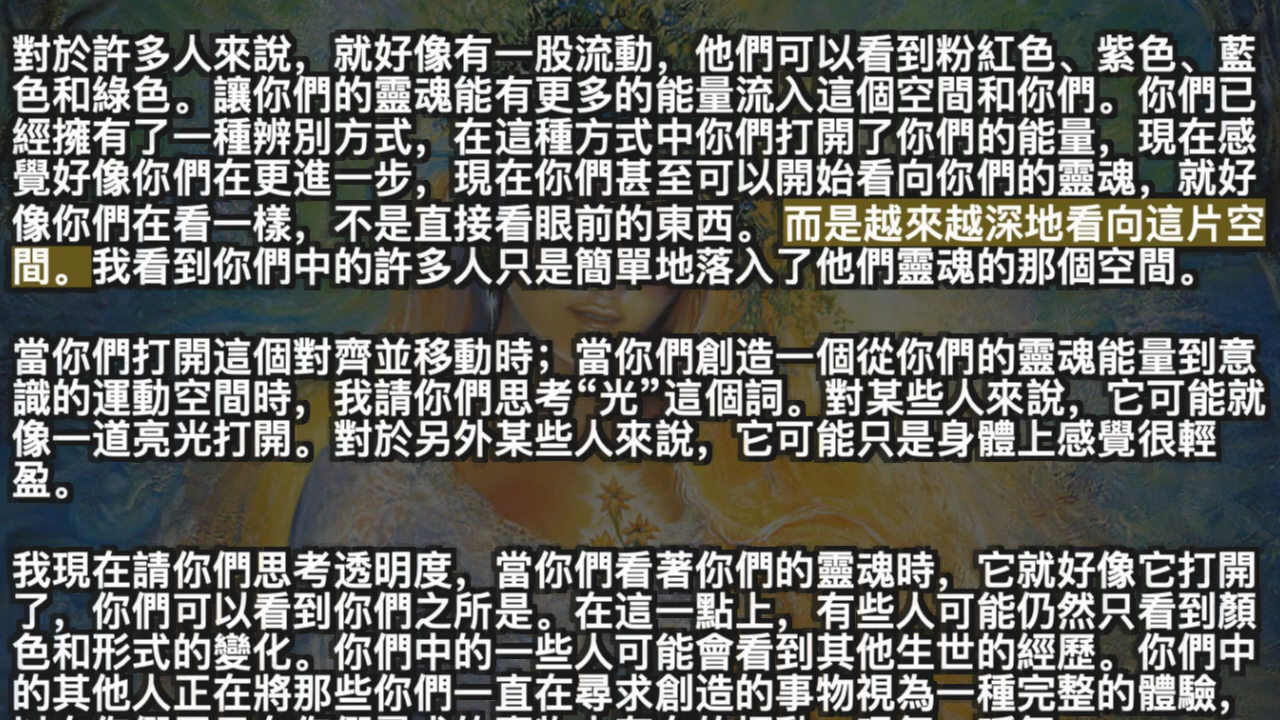 對於許多人來說，就好像有一股流動，他們可以看到粉紅色、紫色、藍
色和綠色。讓你們的靈魂能有更多的能量流入這個空間和你們。你們已
經擁有了一種辨別方式，在這種方式中你們打開了你們的能量，現在感
覺好像你們在更進一步，現在你們甚至可以開始看向你們的靈魂，就好
像你們在看一樣，不是直接看眼前的東西。而是越來越深地看向這片空
間。我看到你們中的許多人只是簡單地落入了他們靈魂的那個空間。
當你們打開這個對齊並移動時；當你們創造一個從你們的靈魂能量到意
識的運動空間時，我請你們思考“光”這個詞。對某些人來說，它可能就
像一道亮光打開。對於另外某些人來說，它可能只是身體上感覺很輕
盈。
我現在請你們思考透明度，當你們看著你們的靈魂時，它就好像它打開
了，你們可以看到你們之所是。在這一點上，有些人可能仍然只看到顏
色和形式的變化。你們中的一些人可能會看到其他生世的經歷。你們中
的其他人正在將那些你們一直在尋求創造的事物視為一種完整的體驗，